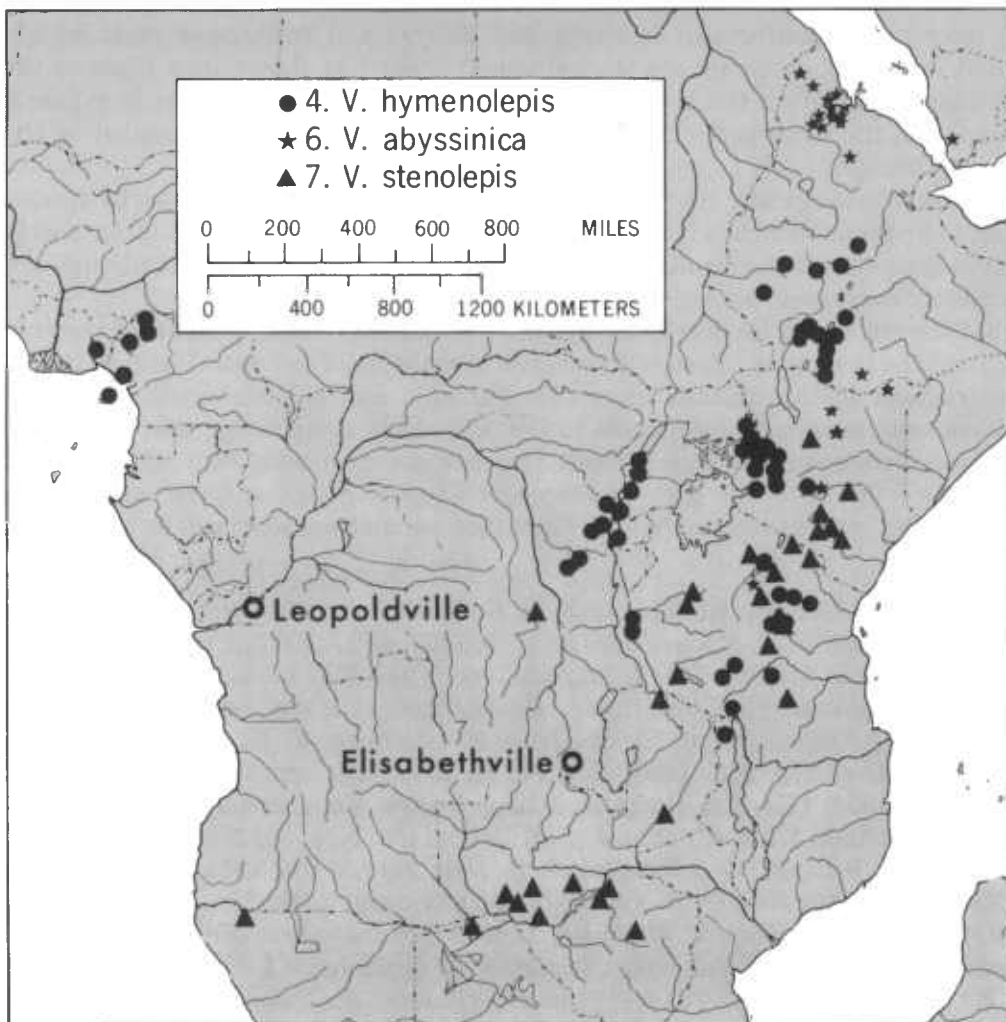 ● 4. V. hymenolepis
★ 6. V. abyssinica
▲ 7. V. stenolepis
0 200 400 600 800 MILES
0 400 800 1200 KILOMETERS
Leopoldville
Elisabethville